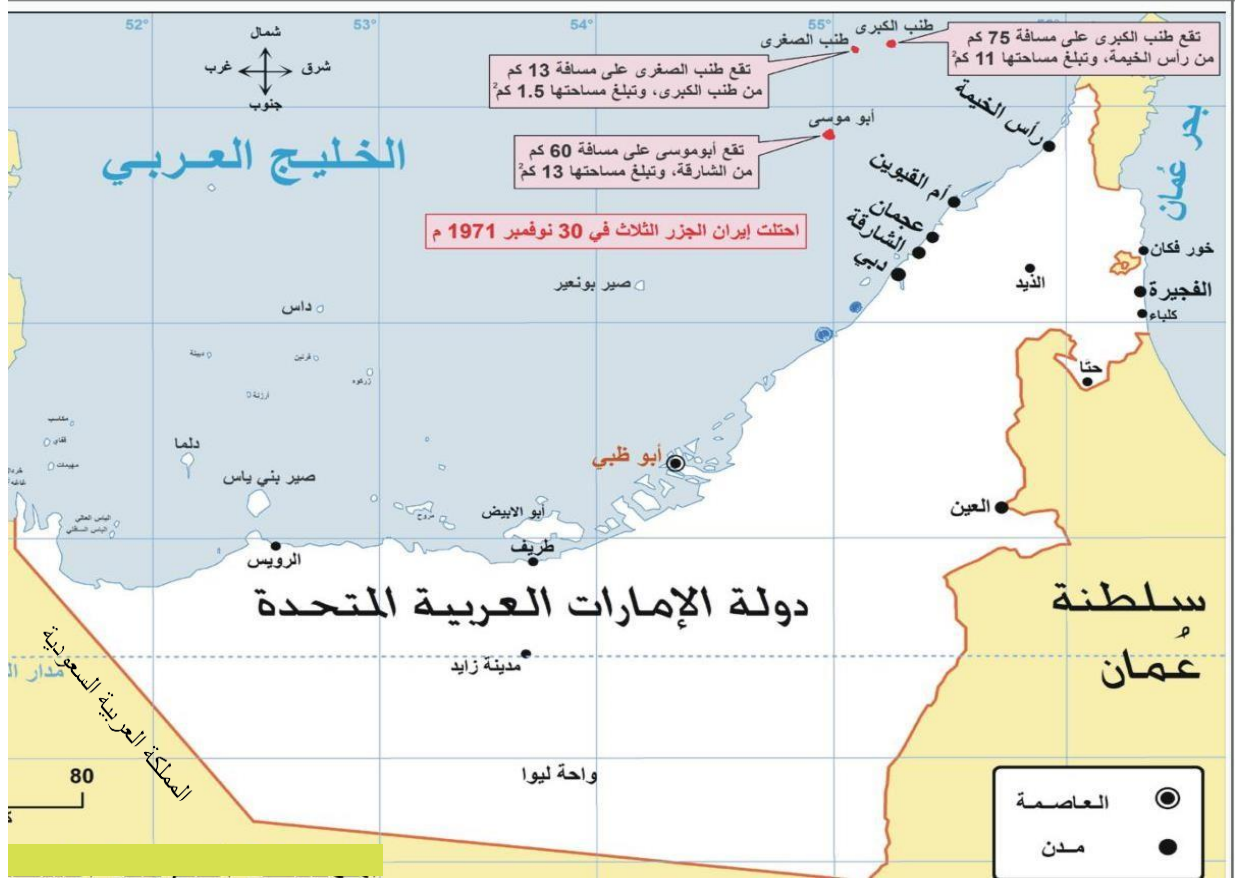 52°
53°
54°
55°
شمال
شرق
غرب
جنوب
طنب الكبرى
طنب الصغرى
تقع طنب الكبرى على مسافة 75 كم
من رأس الخيمة، وتبلغ مساحتها 11 كم²
تقع طنب الصغرى على مسافة 13 كم
من طنب الكبرى، وتبلغ مساحتها 1.5 كم²
أبو موسى
تقع أبوموسى على مسافة 60 كم
من الشارقة، وتبلغ مساحتها 13 كم²
احتلت إيران الجزر الثلاث في 30 نوفمبر 1971 م
الخليج العربي
بحر عُمان
رأس الخيمة
أم القيوين
عجمان
الشارقة
دبي
خور فكان
الذيد
الفجيرة
كلباء
حتا
صير بونعير
داس
قرنين
زركوه
أرزنة
دلما
صير بني ياس
مروح
أبو الابيض
أبو ظبي
العين
الرويس
طريف
دولة الإمارات العربية المتحدة
سلطنة
عُمان
مدينة زايد
مدار
المملكة العربية السعودية
واحة ليوا
80
العاصمة
مدن